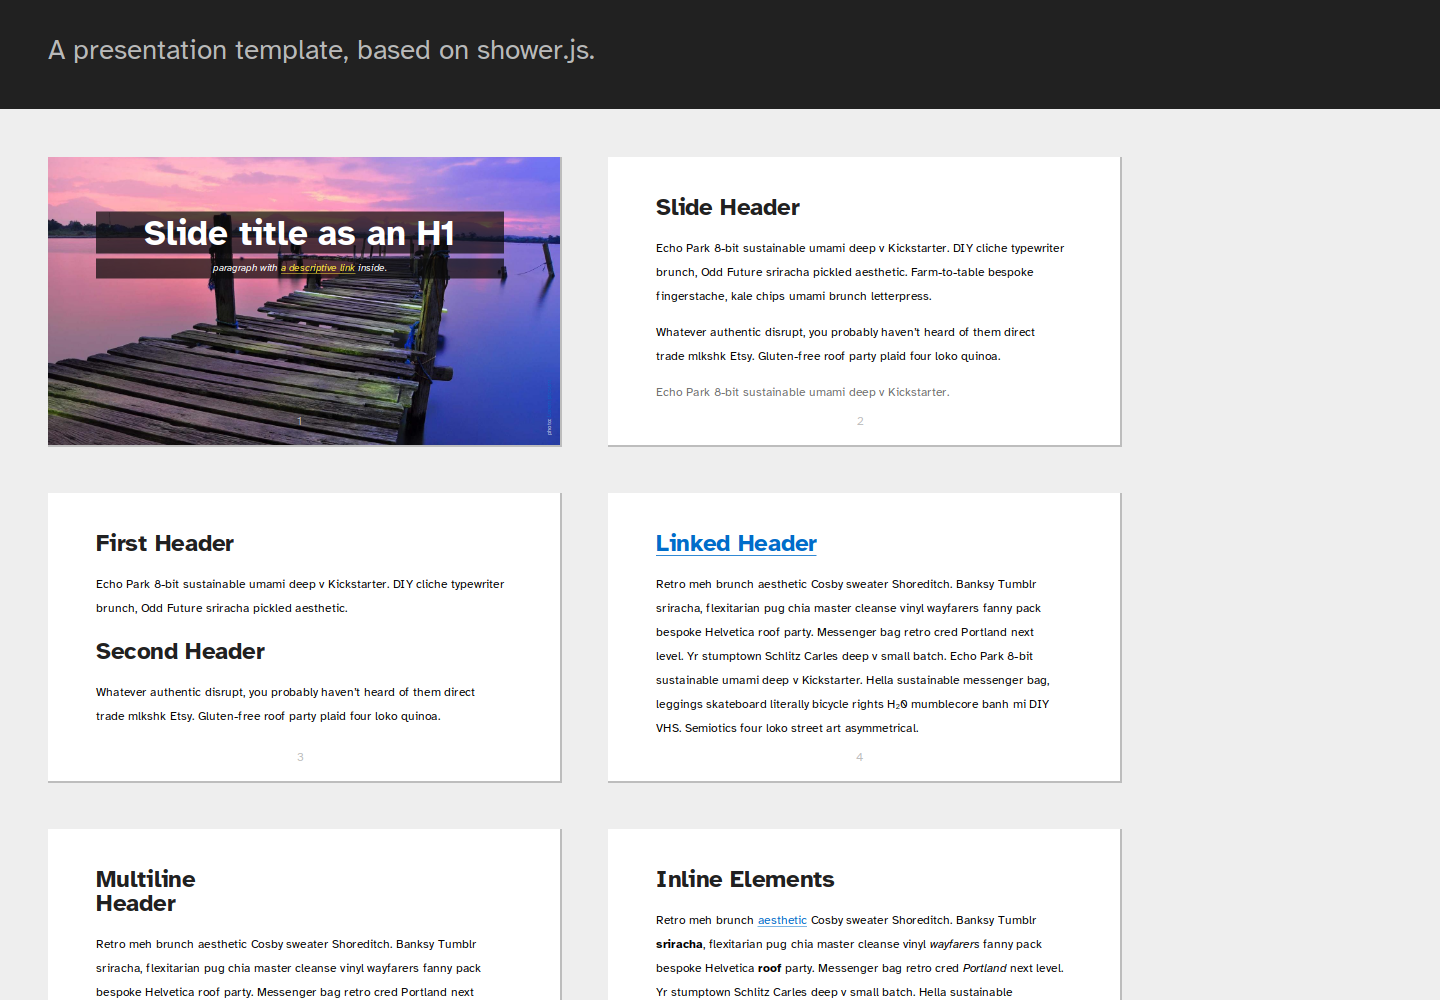 A presentation template, based on shower.js.
Slide title as an H1
paragraph with a descriptive link inside.
1
photo:
Slide Header
Echo Park 8-bit sustainable umami deep v Kickstarter. DIY cliche typewriter
brunch, Odd Future sriracha pickled aesthetic. Farm-to-table bespoke
fingerstache, kale chips umami brunch letterpress.
Whatever authentic disrupt, you probably haven't heard of them direct
trade mlkshk Etsy. Gluten-free roof party plaid four loko quinoa.
Echo Park 8-bit sustainable umami deep v Kickstarter.
2
First Header
Echo Park 8-bit sustainable umami deep v Kickstarter. DIY cliche typewriter
brunch, Odd Future sriracha pickled aesthetic.
Second Header
Whatever authentic disrupt, you probably haven't heard of them direct
trade mlkshk Etsy. Gluten-free roof party plaid four loko quinoa.
3
Linked Header
Retro meh brunch aesthetic Cosby sweater Shoreditch. Banksy Tumblr
sriracha, flexitarian pug chia master cleanse vinyl wayfarers fanny pack
bespoke Helvetica roof party. Messenger bag retro cred Portland next
level. Yr stumptown Schlitz Carles deep v small batch. Echo Park 8-bit
sustainable umami deep v Kickstarter. Hella sustainable messenger bag,
leggings skateboard literally bicycle rights H₂0 mumblecore banh mi DIY
VHS. Semiotics four loko street art asymmetrical.
4
Multiline
Header
Retro meh brunch aesthetic Cosby sweater Shoreditch. Banksy Tumblr
sriracha, flexitarian pug chia master cleanse vinyl wayfarers fanny pack
bespoke Helvetica roof party. Messenger bag retro cred Portland next
Inline Elements
Retro meh brunch aesthetic Cosby sweater Shoreditch. Banksy Tumblr
sriracha, flexitarian pug chia master cleanse vinyl wayfarers fanny pack
bespoke Helvetica roof party. Messenger bag retro cred Portland next level.
Yr stumptown Schlitz Carles deep v small batch. Hella sustainable